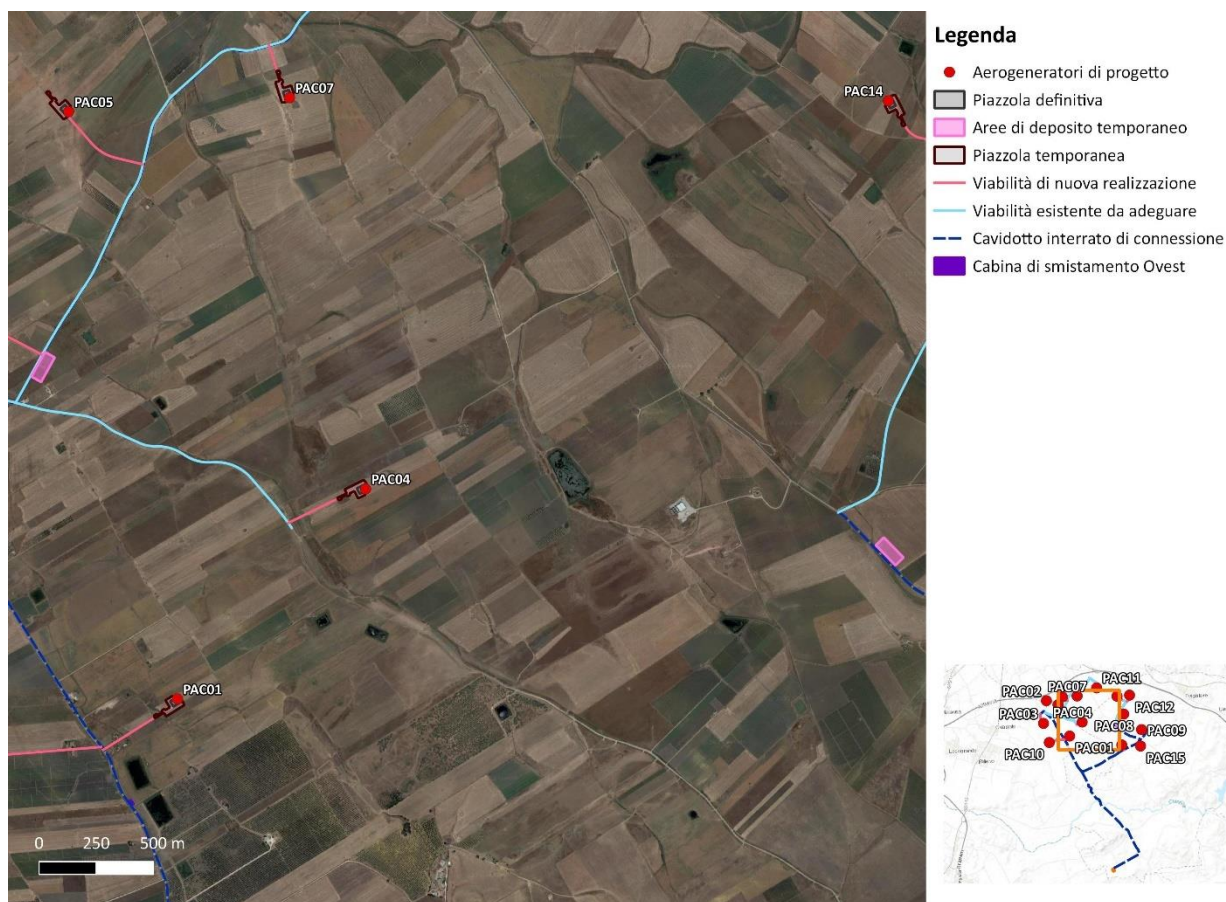 PAC05
PAC07
PAC14
PAC04
PAC01
0 250 500 m
Legenda
Aerogeneratori di progetto
Piazzola definitiva
Aree di deposito temporaneo
Piazzola temporanea
Viabilità di nuova realizzazione
Viabilità esistente da adeguare
Cavidotto interrato di connessione
Cabina di smistamento Ovest
PAC02 PAC07 PAC11
PAC03 PAC04 PAC12
PAC08 PAC09
PAC10 PAC01 PAC15